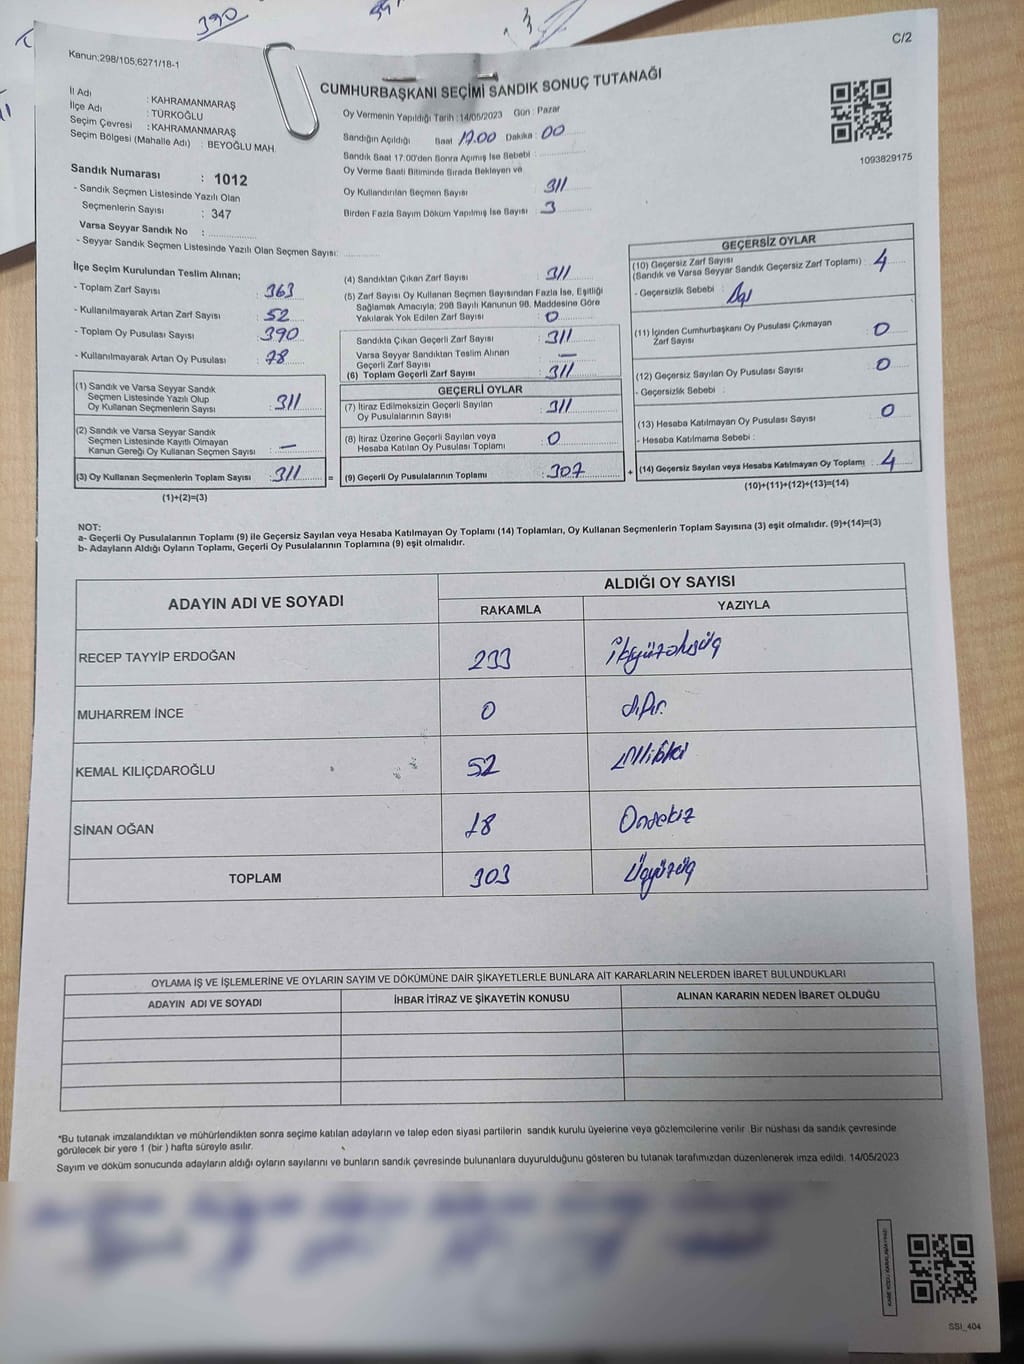 390
C/2
Kanun:298/105;6271/18-1
CUMHURBAŞKANI SEÇİMİ SANDIK SONUÇ TUTANAĞI
İl Adı : KAHRAMANMARAŞ
İlçe Adı : TÜRKOĞLU
Seçim Çevresi : KAHRAMANMARAŞ
Seçim Bölgesi (Mahalle Adı) : BEYOĞLU MAH.
Sandık Numarası : 1012
- Sandık Seçmen Listesinde Yazılı Olan
Seçmenlerin Sayısı : 347
Varsa Seyyar Sandık No :
- Seyyar Sandık Seçmen Listesinde Yazılı Olan Seçmen Sayısı:
Oy Vermenin Yapıldığı Tarih :14/05/2023 Gün : Pazar
Sandığın Açıldığı Saat 17.00 Dakika : 00
Sandık Saat 17:00'den Sonra Açımış İse Sebebi :
Oy Verme Saati Bitiminde Sırada Bekleyen ve
Oy Kullandırılan Seçmen Sayısı 311
Birden Fazla Sayım Döküm Yapılmış İse Sayısı : 3
1093829175
İlçe Seçim Kurulundan Teslim Alınan;
- Toplam Zarf Sayısı : 363
- Kullanılmayarak Artan Zarf Sayısı : 52
- Toplam Oy Pusulası Sayısı : 390
- Kullanılmayarak Artan Oy Pusulası : 78
(1) Sandık ve Varsa Seyyar Sandık
Seçmen Listesinde Yazılı Olup
Oy Kullanan Seçmenlerin Sayısı : 311
(2) Sandık ve Varsa Seyyar Sandık
Seçmen Listesinde Kayıtlı Olmayan
Kanun Gereği Oy Kullanan Seçmen Sayısı : —
(3) Oy Kullanan Seçmenlerin Toplam Sayısı : 311 =
(1)+(2)=(3)
(4) Sandıktan Çıkan Zarf Sayısı : 311
(5) Zarf Sayısı Oy Kullanan Seçmen Sayısından Fazla İse, Eşitliği
Sağlamak Amacıyla, 298 Sayılı Kanunun 98. Maddesine Göre
Yakılarak Yok Edilen Zarf Sayısı : 0
Sandıkta Çıkan Geçerli Zarf Sayısı : 311
Varsa Seyyar Sandıktan Teslim Alınan
Geçerli Zarf Sayısı : —
(6) Toplam Geçerli Zarf Sayısı : 311
GEÇERLİ OYLAR
(7) İtiraz Edilmeksizin Geçerli Sayılan
Oy Pusulalarının Sayısı : 311
(8) İtiraz Üzerine Geçerli Sayılan veya
Hesaba Katılan Oy Pusulası Toplamı : 0
(9) Geçerli Oy Pusulalarının Toplamı : 307 +
GEÇERSİZ OYLAR
(10) Geçersiz Zarf Sayısı
(Sandık ve Varsa Seyyar Sandık Geçersiz Zarf Toplamı) : 4
- Geçersizlik Sebebi :
(11) İçinden Cumhurbaşkanı Oy Pusulası Çıkmayan
Zarf Sayısı : 0
(12) Geçersiz Sayılan Oy Pusulası Sayısı : 0
- Geçersizlik Sebebi :
(13) Hesaba Katılmayan Oy Pusulası Sayısı : 0
- Hesaba Katılmama Sebebi :
(14) Geçersiz Sayılan veya Hesaba Katılmayan Oy Toplamı : 4
(10)+(11)+(12)+(13)=(14)
NOT:
a- Geçerli Oy Pusulalarının Toplamı (9) ile Geçersiz Sayılan veya Hesaba Katılmayan Oy Toplamı (14) Toplamları, Oy Kullanan Seçmenlerin Toplam Sayısına (3) eşit olmalıdır. (9)+(14)=(3)
b- Adayların Aldığı Oyların Toplamı, Geçerli Oy Pusulalarının Toplamına (9) eşit olmalıdır.
ADAYIN ADI VE SOYADI ALDIĞI OY SAYISI
RAKAMLA YAZIYLA
RECEP TAYYİP ERDOĞAN 233 ikiyüzotuzüç
MUHARREM İNCE 0 sıfır
KEMAL KILIÇDAROĞLU 52 Elliiki
SİNAN OĞAN 18 Onsekiz
TOPLAM 303 Üçyüzüç
OYLAMA İŞ VE İŞLEMLERİNE VE OYLARIN SAYIM VE DÖKÜMÜNE DAİR ŞİKAYETLERLE BUNLARA AİT KARARLARIN NELERDEN İBARET BULUNDUKLARI
ADAYIN ADI VE SOYADI İHBAR İTİRAZ VE ŞİKAYETİN KONUSU ALINAN KARARIN NEDEN İBARET OLDUĞU
*Bu tutanak imzalandıktan ve mühürlendikten sonra seçime katılan adayların ve talep eden siyasi partilerin sandık kurulu üyelerine veya gözlemcilerine verilir. Bir nüshası da sandık çevresinde
görülecek bir yere 1 (bir ) hafta süreyle asılır.
Sayım ve döküm sonucunda adayların aldığı oyların sayılarını ve bunların sandık çevresinde bulunanlara duyurulduğunu gösteren bu tutanak tarafımızdan düzenlenerek imza edildi. 14/05/2023
SSI_404